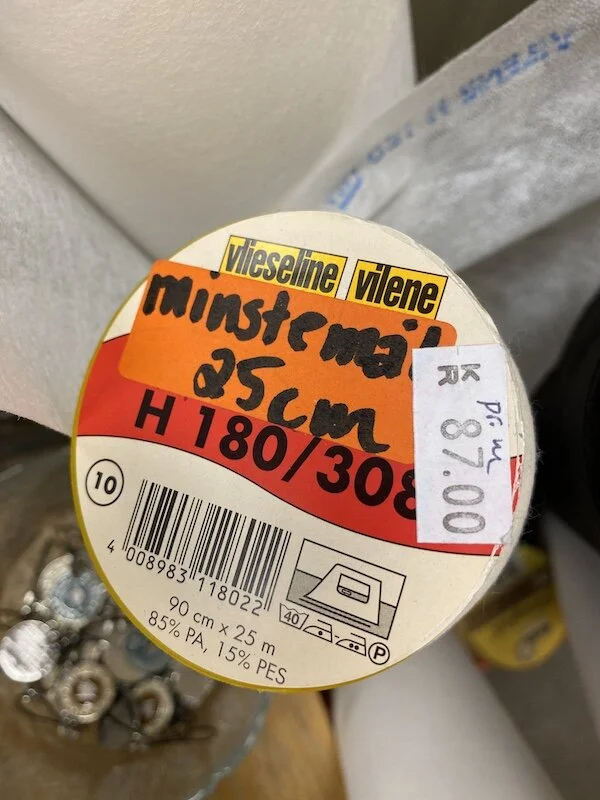 vlieseline vilene
minstemål
25cm
H 180/308
KR 87.00
pr. m
10
4 008983 118022
40
P
90 cm x 25 m
85% PA, 15% PES